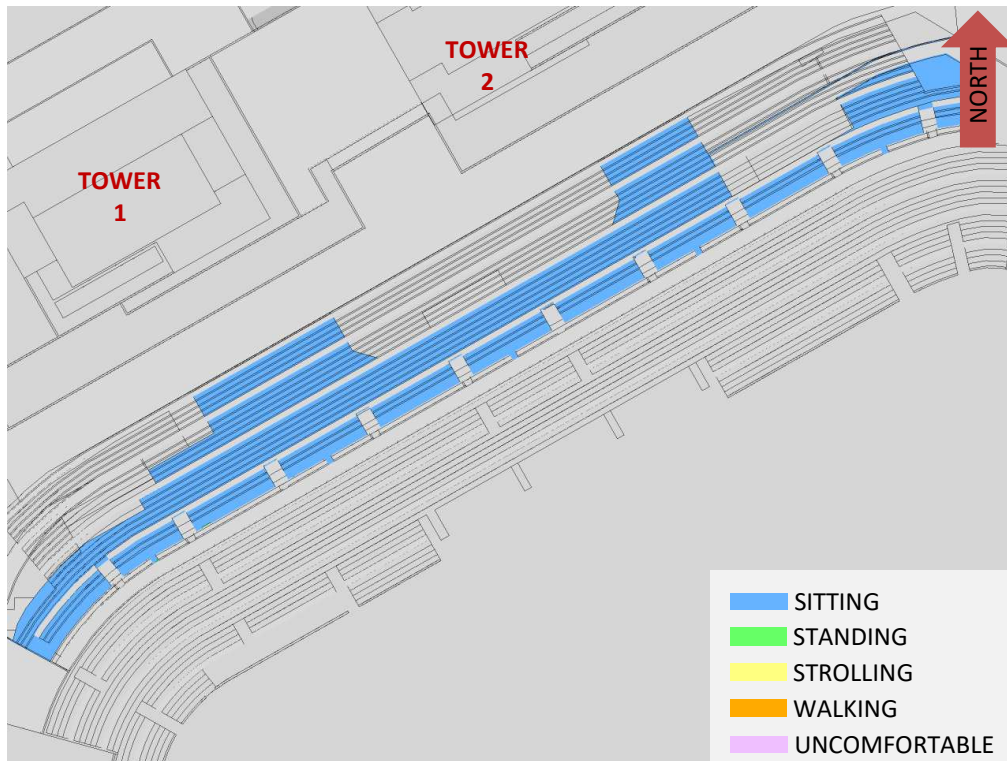 TOWER
2
NORTH
TOWER
1
SITTING
STANDING
STROLLING
WALKING
UNCOMFORTABLE